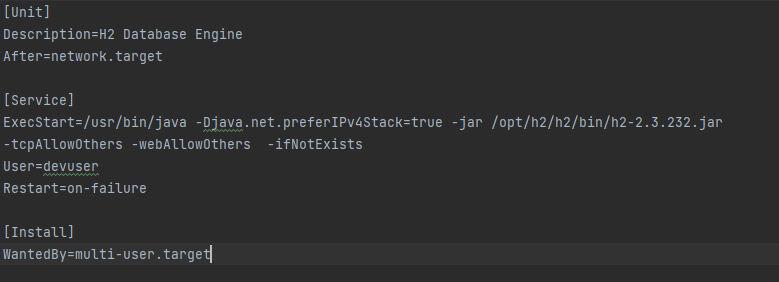 [Unit]
Description=H2 Database Engine
After=network.target
[Service]
ExecStart=/usr/bin/java -Djava.net.preferIPv4Stack=true -jar /opt/h2/h2/bin/h2-2.3.232.jar
-tcpAllowOthers -webAllowOthers  -ifNotExists
User=devuser
Restart=on-failure
[Install]
WantedBy=multi-user.target